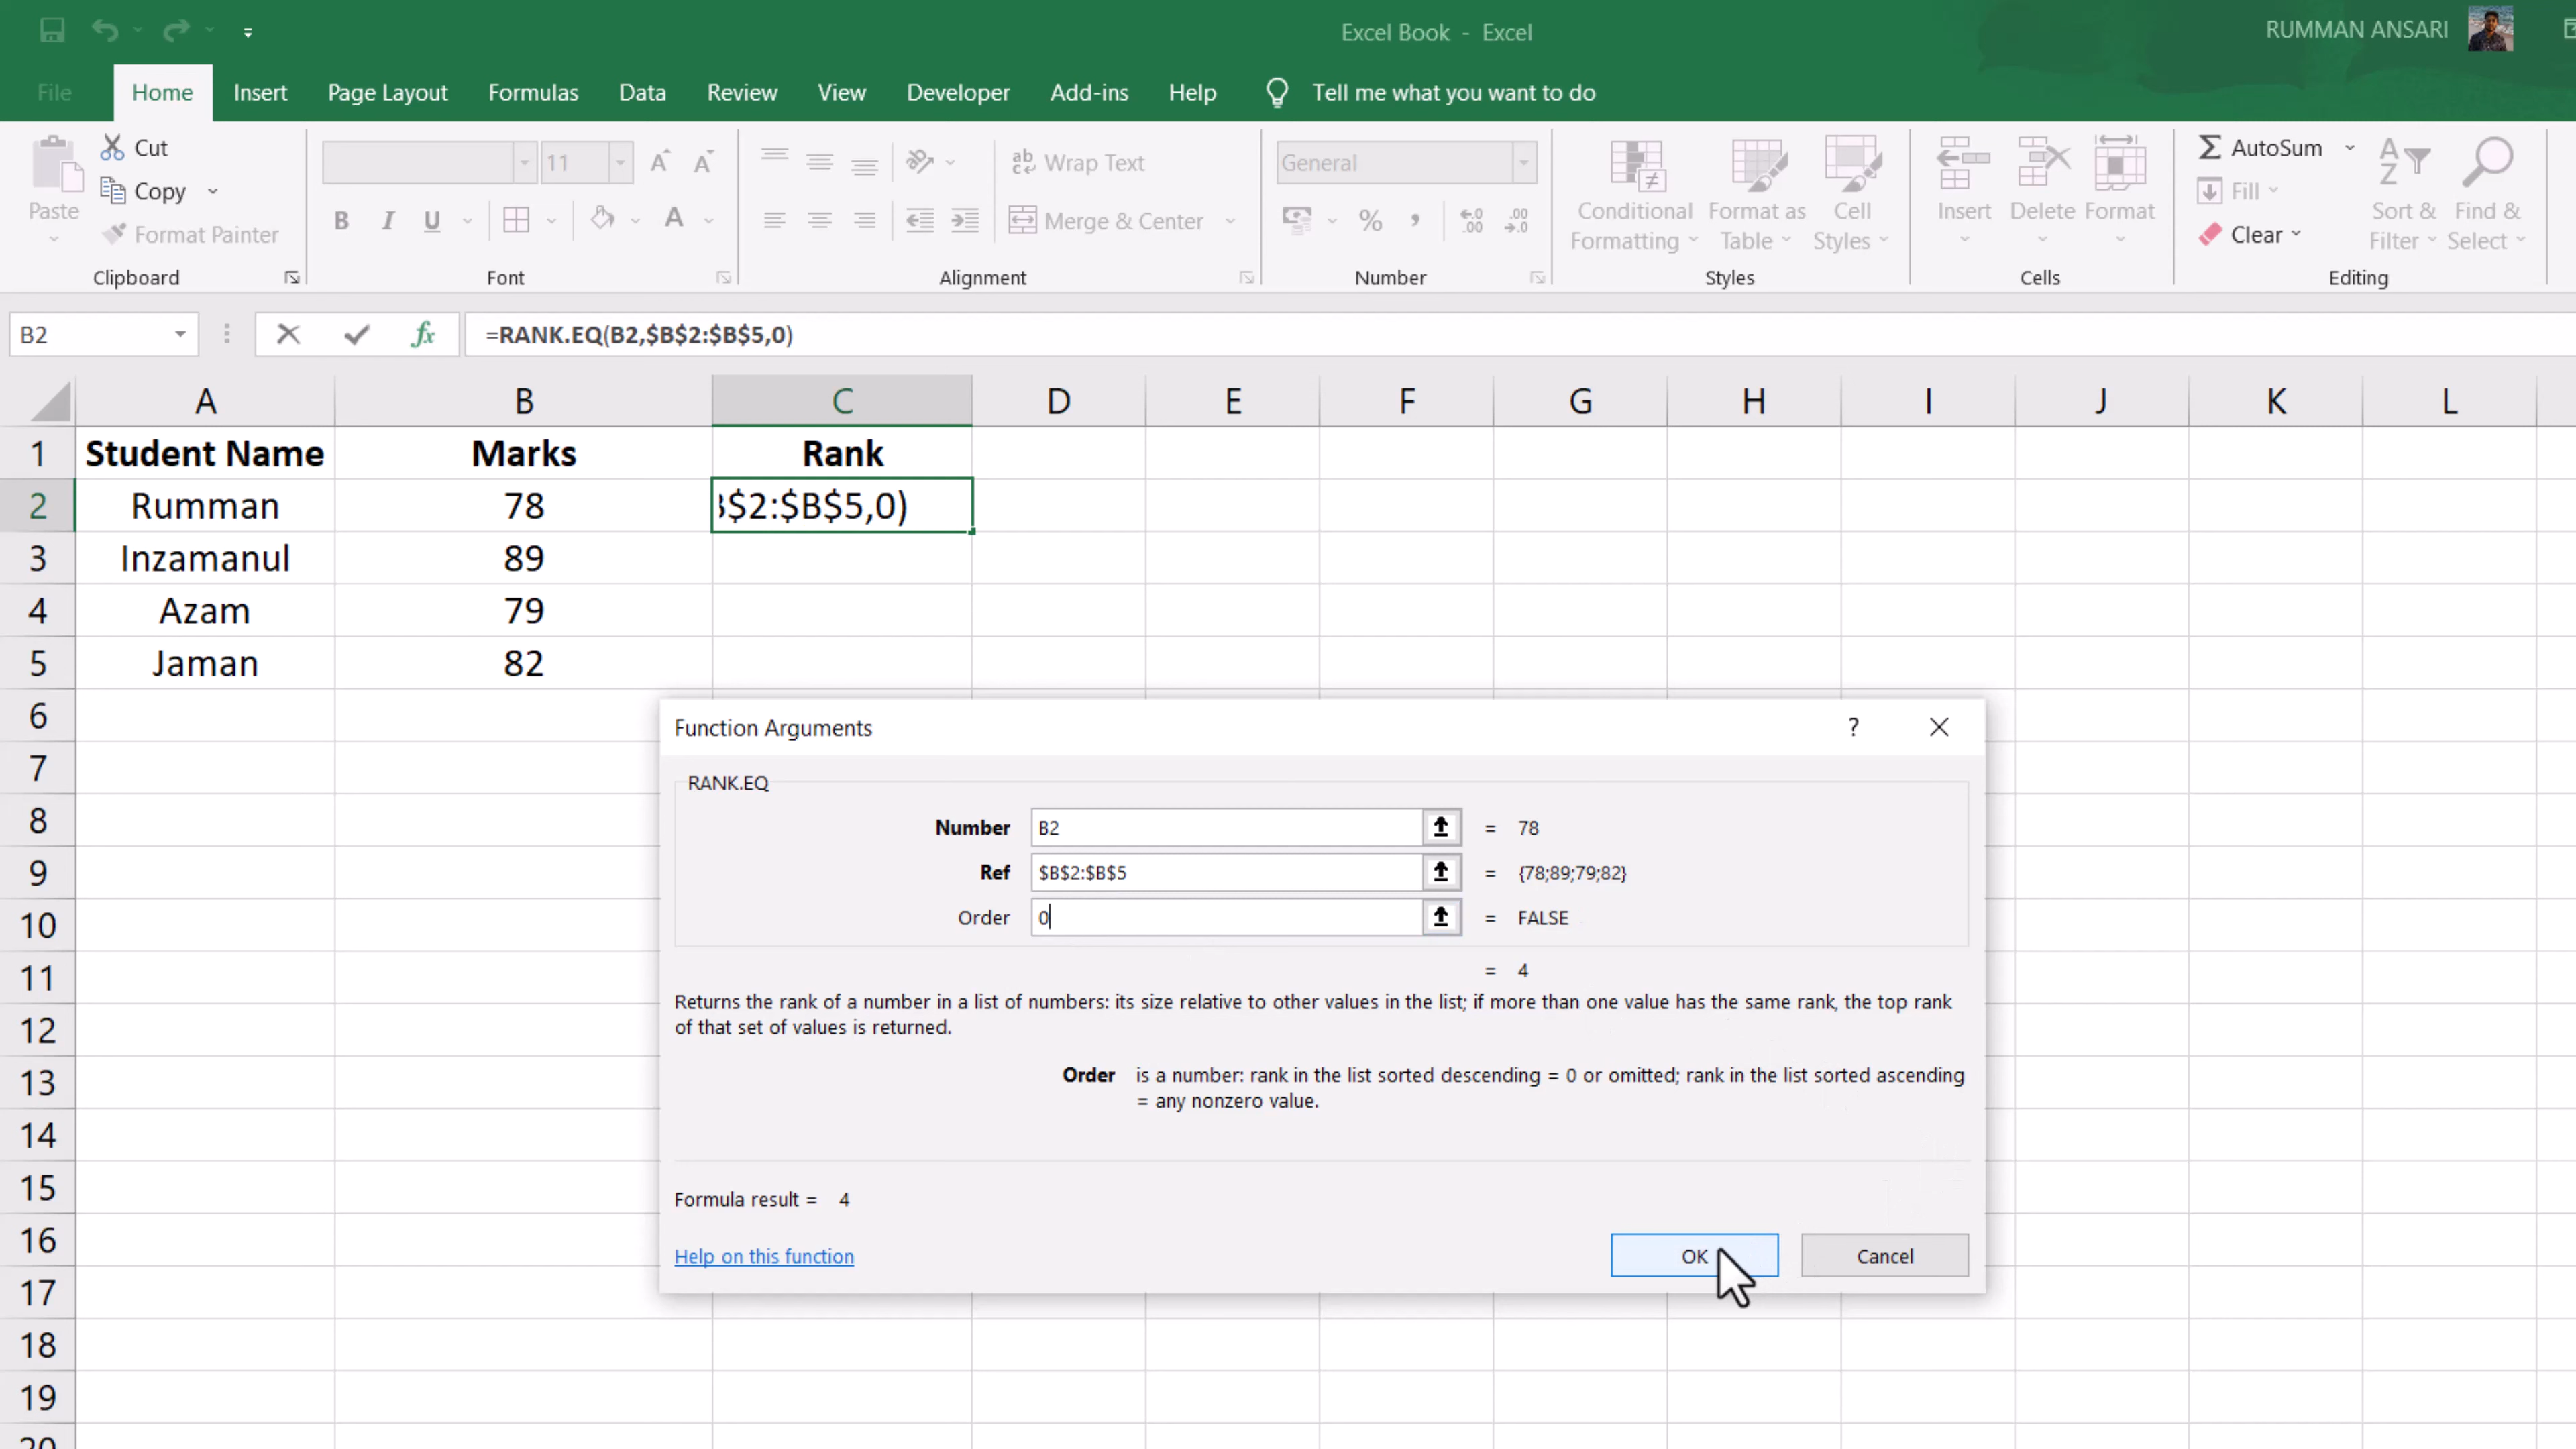 Excel Book - Excel
RUMMAN ANSARI
File Home Insert Page Layout Formulas Data Review View Developer Add-ins Help Tell me what you want to do
Paste
Cut
Copy
Format Painter
Clipboard
11
B I U
Font
Wrap Text
Merge & Center
Alignment
General
Number
Conditional Formatting
Format as Table
Cell Styles
Styles
Insert Delete Format
Cells
AutoSum
Fill
Clear
Sort & Filter
Find & Select
Editing
B2 fx =RANK.EQ(B2,$B$2:$B$5,0)
A B C D E F G H I J K L
1 Student Name Marks Rank
2 Rumman 78 B$2:$B$5,0)
3 Inzamanul 89
4 Azam 79
5 Jaman 82
6
7
8
9
10
11
12
13
14
15
16
17
18
19
20
Function Arguments ?
RANK.EQ
Number B2 = 78
Ref $B$2:$B$5 = {78;89;79;82}
Order 0 = FALSE
= 4
Returns the rank of a number in a list of numbers: its size relative to other values in the list; if more than one value has the same rank, the top rank
of that set of values is returned.
Order is a number: rank in the list sorted descending = 0 or omitted; rank in the list sorted ascending
= any nonzero value.
Formula result = 4
Help on this function
OK Cancel